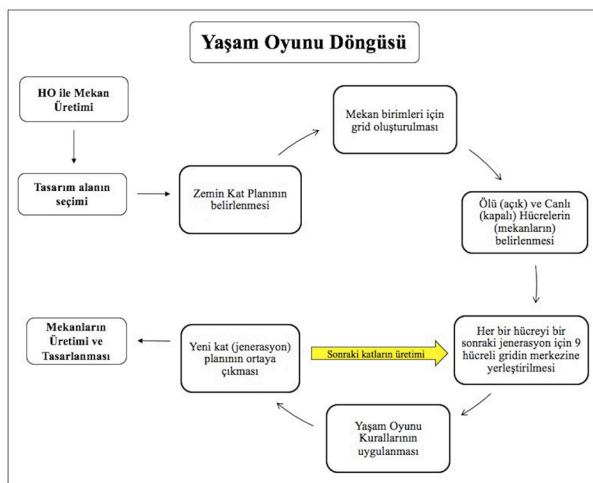 Yaşam Oyunu Döngüsü
HO ile Mekan
Üretimi
Tasarım alanın
seçimi
Zemin Kat Planının
belirlenmesi
Mekan birimleri için
grid oluşturulması
Ölü (açık) ve Canlı
(kapalı) Hücrelerin
(mekanların)
belirlenmesi
Her bir hücreyi bir
sonraki jenerasyon için 9
hücreli gridin merkezine
yerleştirilmesi
Yaşam Oyunu
Kurallarının
uygulanması
Yeni kat (jenerasyon)
planının ortaya
çıkması
Sonraki katların üretimi
Mekanların
Üretimi ve
Tasarlanması